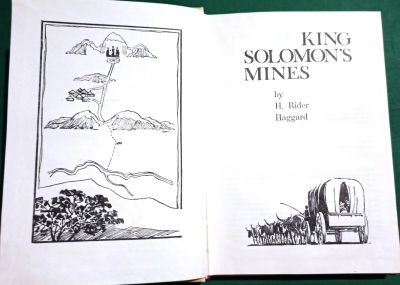 KING
SOLOMON'S
MINES
by
H. Rider
Haggard